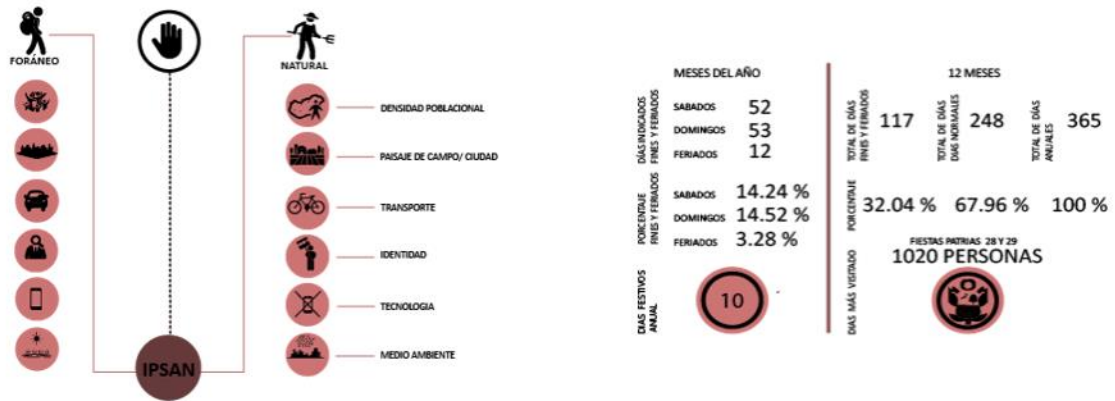 FORÁNEO
NATURAL
DENSIDAD POBLACIONAL
PAISAJE DE CAMPO/ CIUDAD
TRANSPORTE
IDENTIDAD
TECNOLOGIA
MEDIO AMBIENTE
IPSAN
MESES DEL AÑO
DÍAS INDICADOS
FINES Y FERIADOS
SABADOS 52
DOMINGOS 53
FERIADOS 12
PORCENTAJE
FINES Y FERIADOS
SABADOS 14.24 %
DOMINGOS 14.52 %
FERIADOS 3.28 %
DIAS FESTIVOS
ANUAL
10
12 MESES
TOTAL DE DÍAS
FINES Y FERIADOS
117
TOTAL DE DÍAS
DIAS NORMALES
248
TOTAL DE DÍAS
ANUALES
365
PORCENTAJE
32.04 % 67.96 % 100 %
DIAS MÁS VISITADO
FIESTAS PATRIAS 28 Y 29
1020 PERSONAS